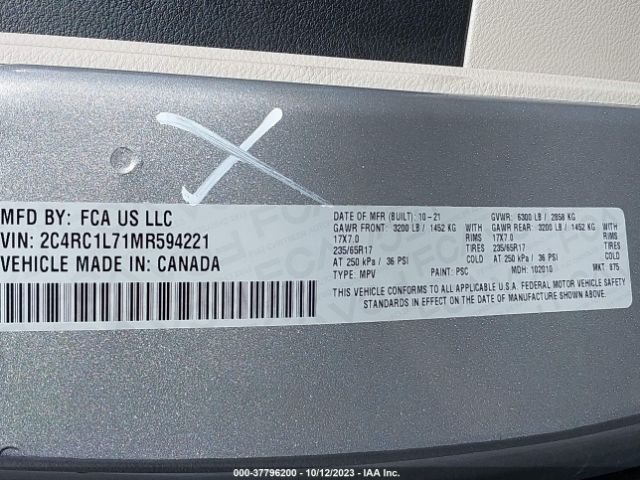 MFD BY: FCA US LLC
VIN: 2C4RC1L71MR594221
VEHICLE MADE IN: CANADA
DATE OF MFR (BUILT): 10-21 GVWR: 6300 LB / 2858 KG
GAWR FRONT: 3200 LB / 1452 KG RIMS GAWR REAR: 3200 LB / 1452 KG RIMS
17X7.0 TIRES 17X7.0 TIRES
235/65R17 COLD 235/65R17 COLD
AT 250 kPa / 36 PSI AT 250 kPa / 36 PSI
TYPE: MPV PAINT: PSC MDH: 102010 MKT 875
THIS VEHICLE CONFORMS TO ALL APPLICABLE U.S.A. FEDERAL MOTOR VEHICLE SAFETY
STANDARDS IN EFFECT ON THE DATE OF MANUFACTURE SHOWN ABOVE.
000-37796200 - 10/12/2023 - IAA Inc.